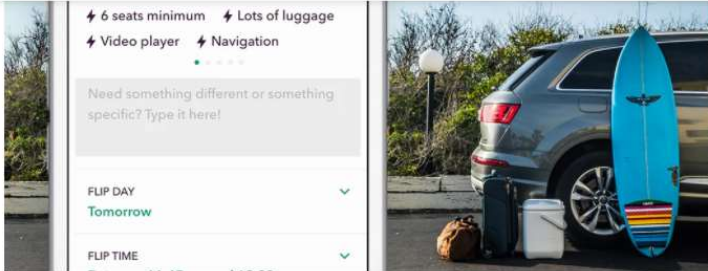 6 seats minimum Lots of luggage
Video player Navigation
Need something different or something
specific? Type it here!
FLIP DAY
Tomorrow
FLIP TIME